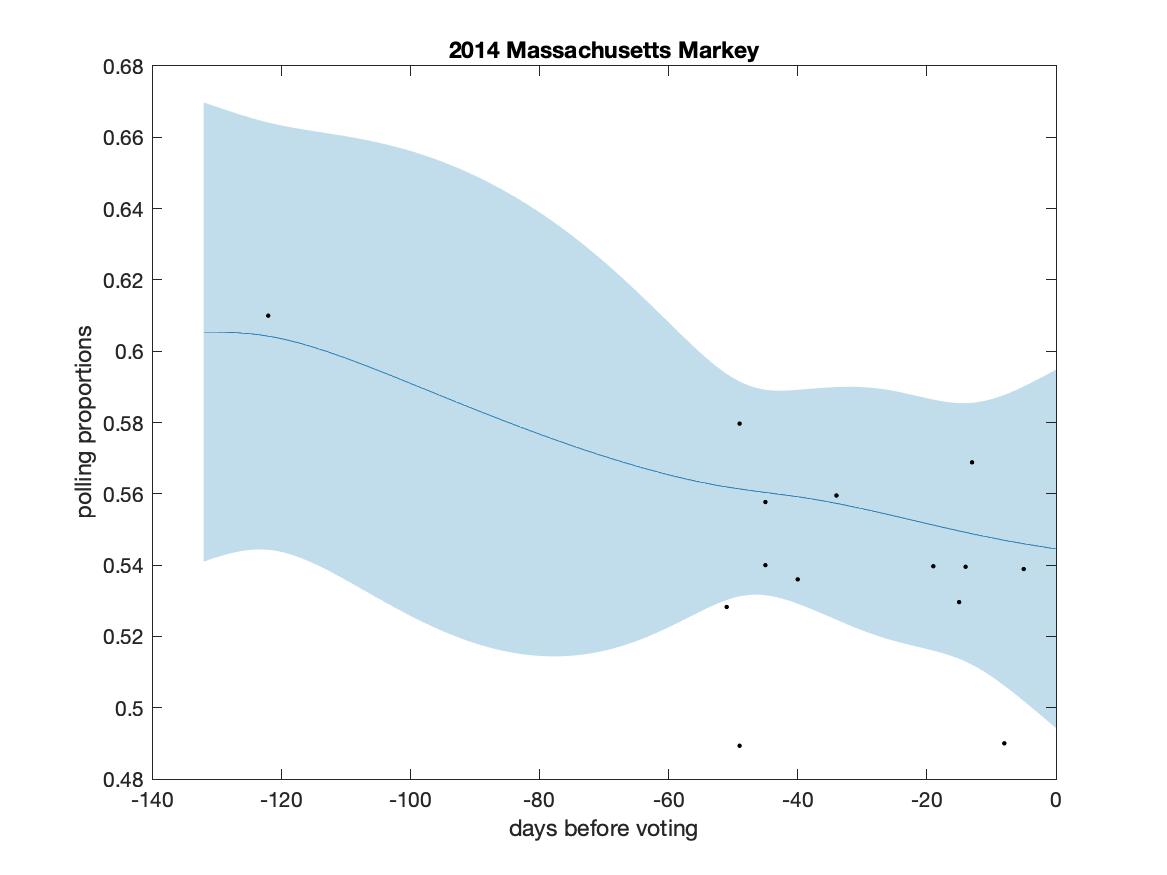 2014 Massachusetts Markey
0.68
0.66
0.64
0.62
0.6
0.58
0.56
0.54
0.52
0.5
0.48
polling proportions
-140 -120 -100 -80 -60 -40 -20 0
days before voting